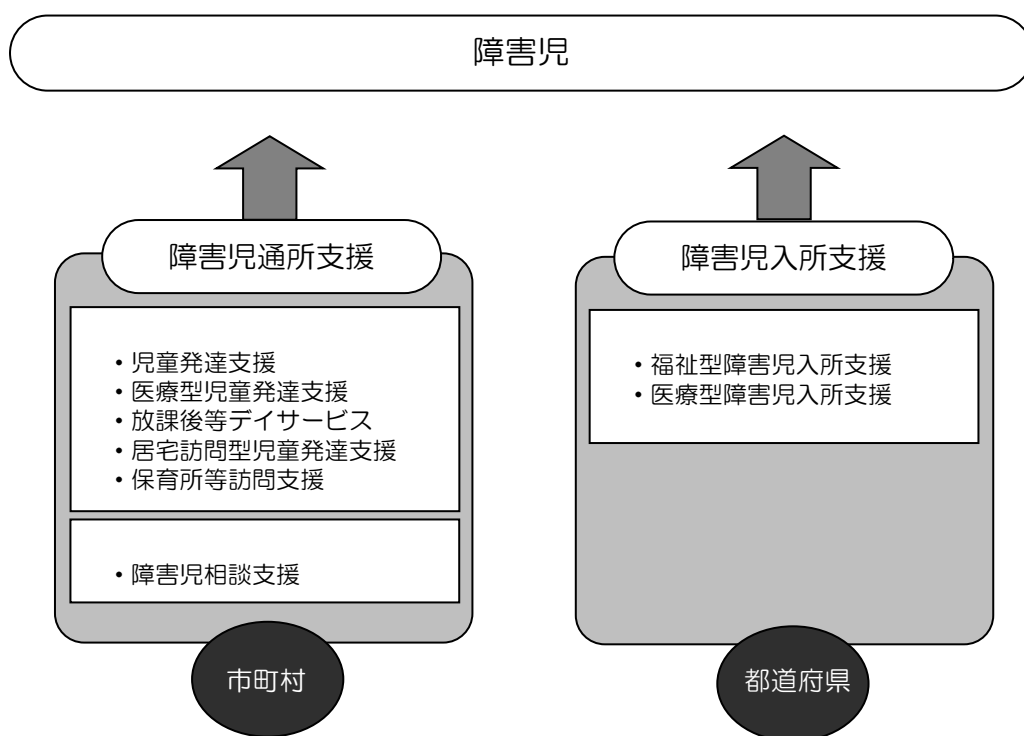 障害児
障害児通所支援
・児童発達支援
・医療型児童発達支援
・放課後等デイサービス
・居宅訪問型児童発達支援
・保育所等訪問支援
・障害児相談支援
市町村
障害児入所支援
・福祉型障害児入所支援
・医療型障害児入所支援
都道府県